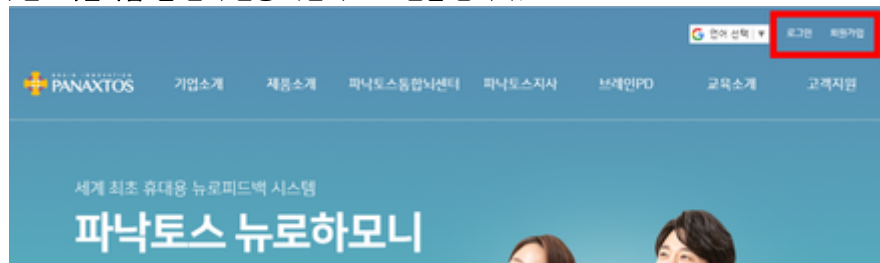 언어 선택 | ▼ 로그인 회원가입
BRAIN INNOVATION
PANAXTOS 기업소개 제품소개 파낙토스통합뇌센터 파낙토스지사 브레인PD 교육소개 고객지원
세계 최초 휴대용 뉴로피드백 시스템
파낙토스 뉴로하모니